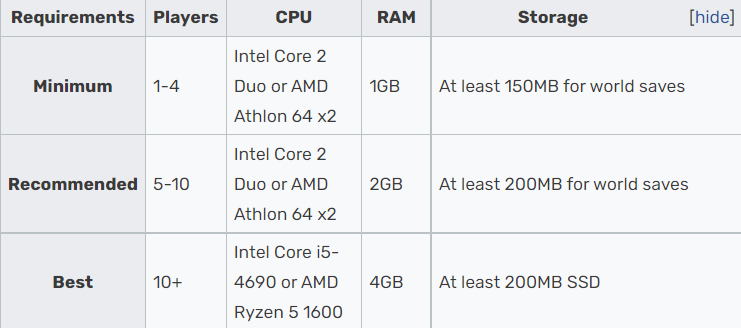 Requirements Players CPU RAM Storage [hide]
Minimum 1-4 Intel Core 2 Duo or AMD Athlon 64 x2 1GB At least 150MB for world saves
Recommended 5-10 Intel Core 2 Duo or AMD Athlon 64 x2 2GB At least 200MB for world saves
Best 10+ Intel Core i5-4690 or AMD Ryzen 5 1600 4GB At least 200MB SSD